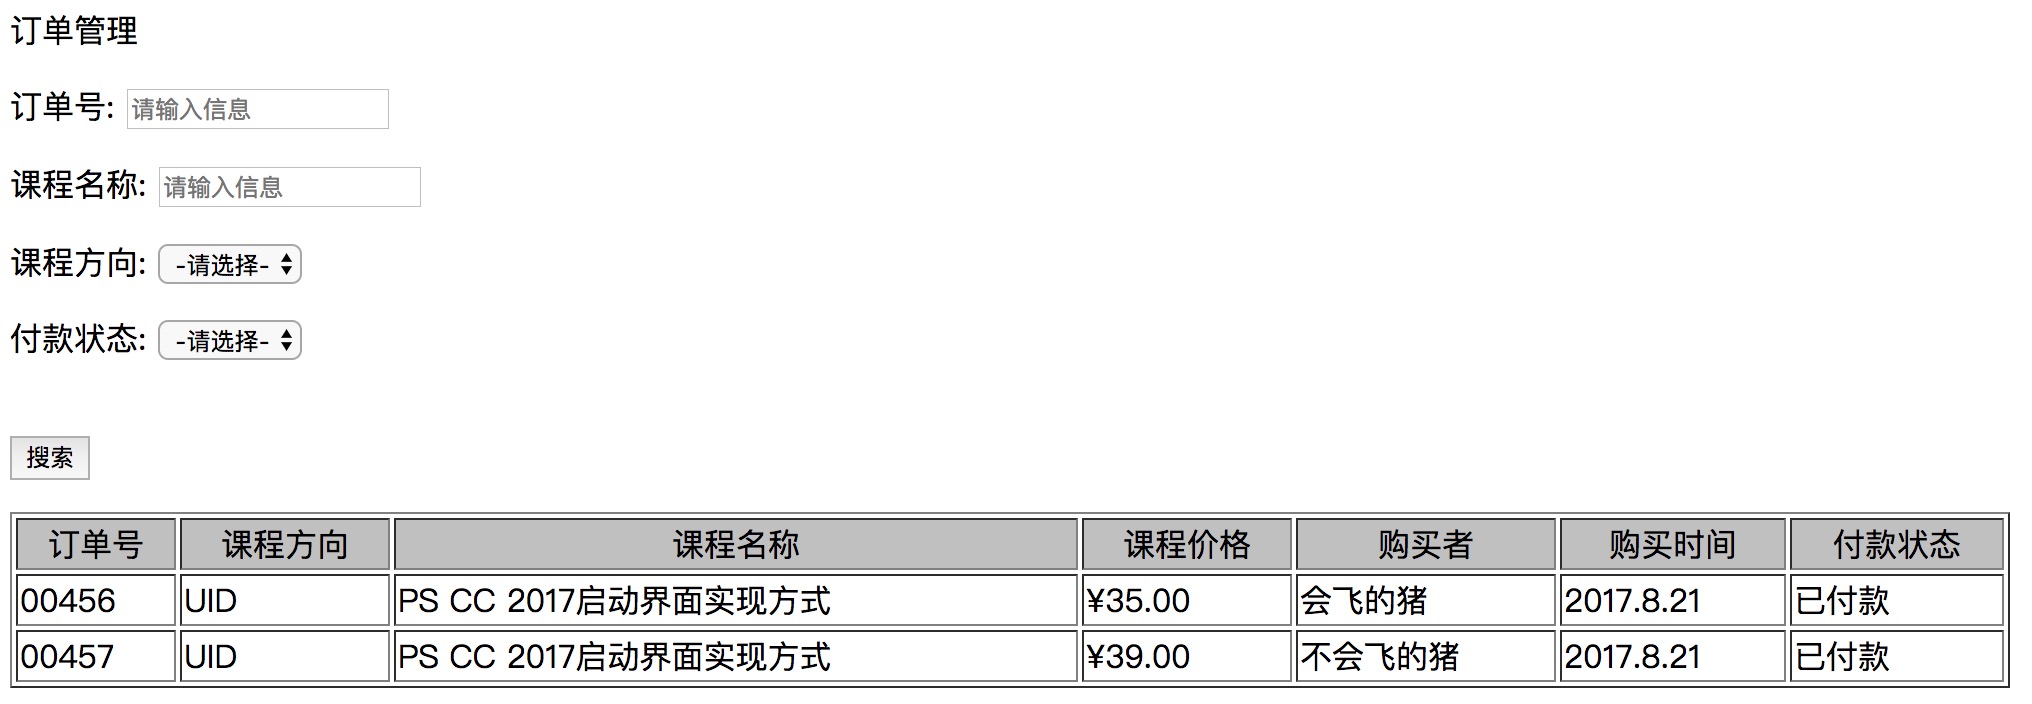 订单管理
订单号: 请输入信息
课程名称: 请输入信息
课程方向: -请选择-
付款状态: -请选择-
搜索
订单号 课程方向 课程名称 课程价格 购买者 购买时间 付款状态
00456 UID PS CC 2017启动界面实现方式 ¥35.00 会飞的猪 2017.8.21 已付款
00457 UID PS CC 2017启动界面实现方式 ¥39.00 不会飞的猪 2017.8.21 已付款